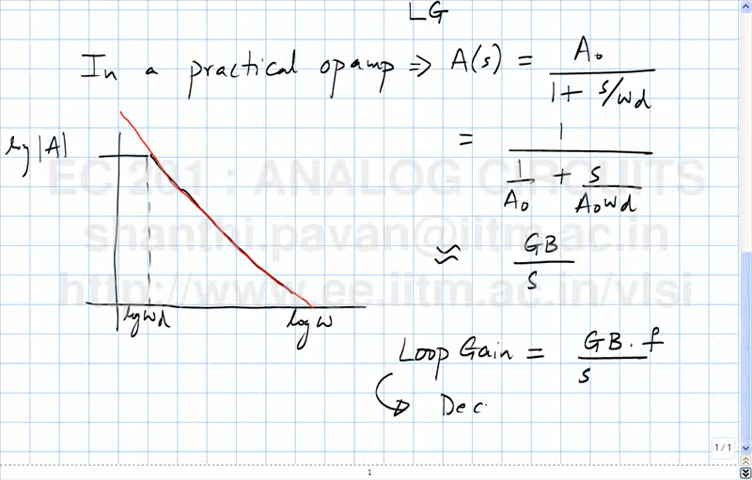 LG
In a practical opamp ⇒ A(s) = A₀ / (1 + s/ωd)
log |A|
= 1 / (1/A₀ + s/(A₀ωd))
EC 201 : ANALOG CIRCUITS
shanthi.pavan@iitm.ac.in
≈ GB / s
http://www.ee.iitm.ac.in/vlsi
log ωd
log ω
Loop Gain = GB . f / s
Dec
1/1
1